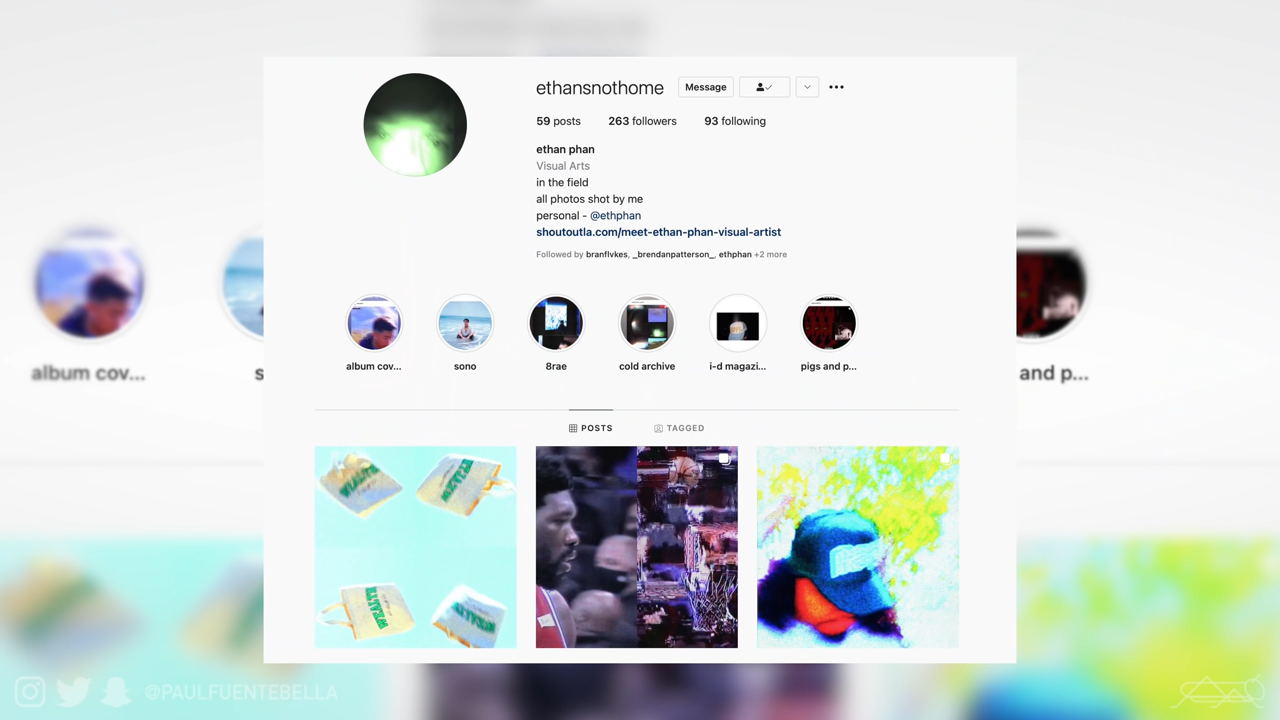 ethansnothome Message
59 posts 263 followers 93 following
ethan phan
Visual Arts
in the field
all photos shot by me
personal - @ethphan
shoutoutla.com/meet-ethan-phan-visual-artist
Followed by branflvkes, _brendanpatterson_, ethphan +2 more
album cov... sono 8rae cold archive i-d magazi... pigs and p...
album cov... s and p...
POSTS TAGGED
@PAULFUENTEBELLA